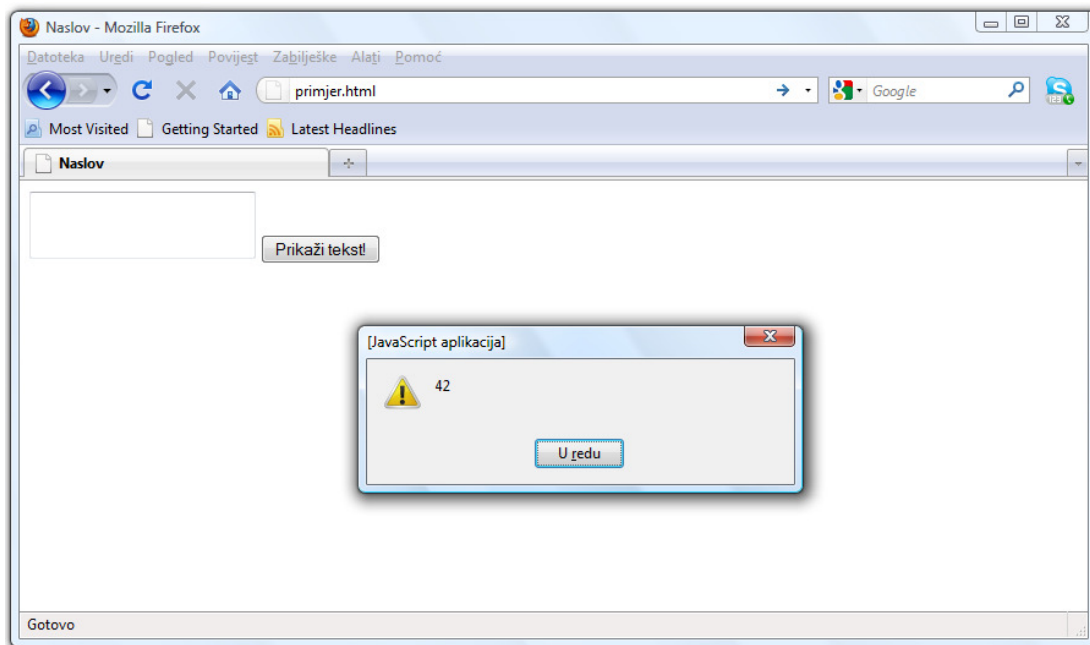 Naslov - Mozilla Firefox
Datoteka Uredi Pogled Povijest Zabilješke Alati Pomoć
primjer.html Google
Most Visited Getting Started Latest Headlines
Naslov
Prikaži tekst!
[JavaScript aplikacija]
42
U redu
Gotovo